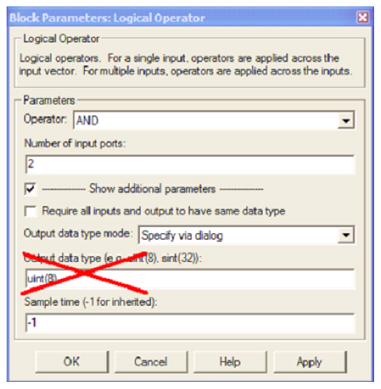 Block Parameters: Logical Operator
Logical Operator
Logical operators. For a single input, operators are applied across the
input vector. For multiple inputs, operators are applied across the inputs.
Parameters
Operator: AND
Number of input ports:
2
-------------- Show additional parameters --------------
Require all inputs and output to have same data type
Output data type mode: Specify via dialog
Output data type (e.g. uint(8), sint(32)):
uint(8)
Sample time (-1 for inherited):
-1
OK Cancel Help Apply